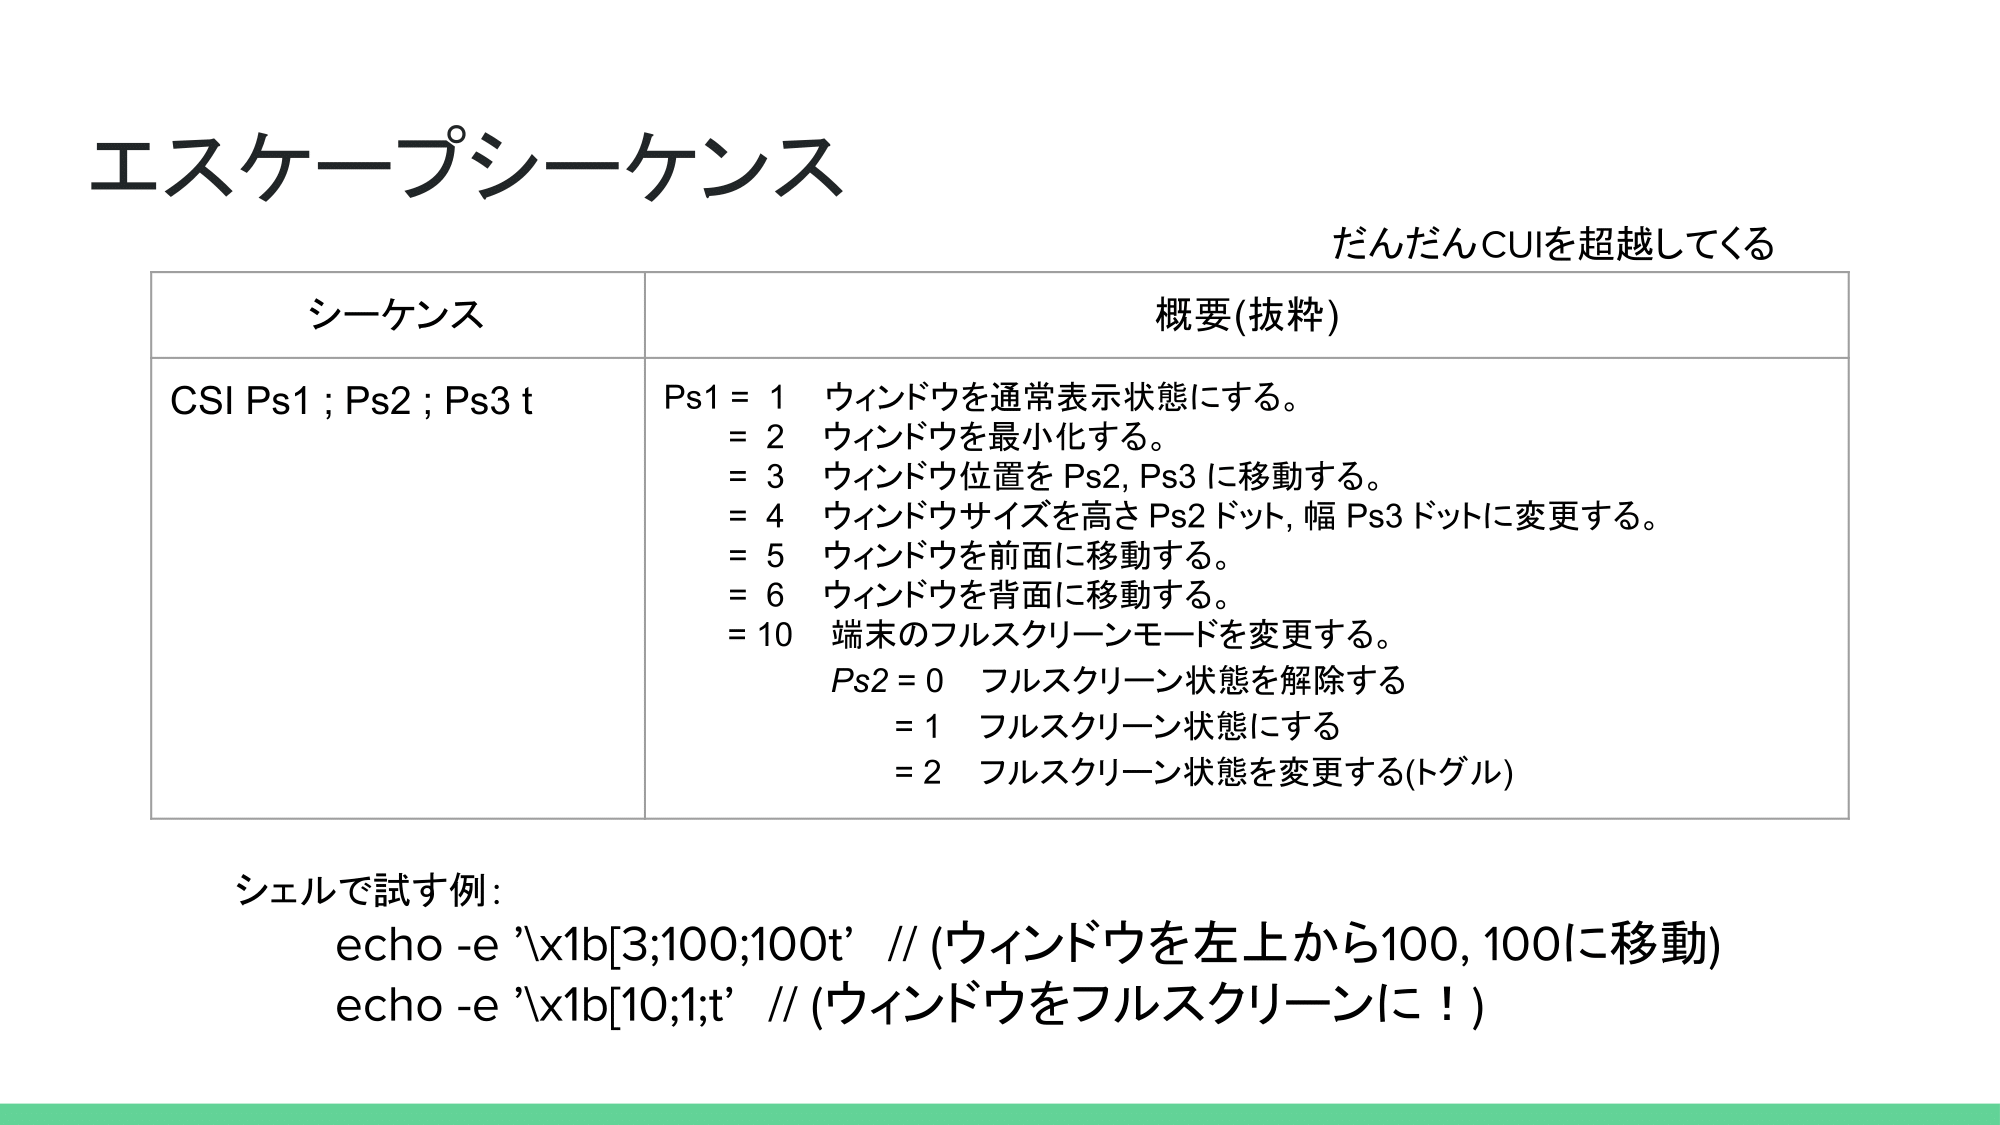 エスケープシーケンス
だんだんCUIを超越してくる
シーケンス
概要(抜粋)
CSI Ps1 ; Ps2 ; Ps3 t
Ps1 = 1 ウィンドウを通常表示状態にする。
= 2 ウィンドウを最小化する。
= 3 ウィンドウ位置を Ps2, Ps3 に移動する。
= 4 ウィンドウサイズを高さ Ps2 ドット, 幅 Ps3 ドットに変更する。
= 5 ウィンドウを前面に移動する。
= 6 ウィンドウを背面に移動する。
= 10 端末のフルスクリーンモードを変更する。
Ps2 = 0 フルスクリーン状態を解除する
= 1 フルスクリーン状態にする
= 2 フルスクリーン状態を変更する(トグル)
シェルで試す例:
echo -e ’\x1b[3;100;100t’ // (ウィンドウを左上から100, 100に移動)
echo -e ’\x1b[10;1;t’ // (ウィンドウをフルスクリーンに！)